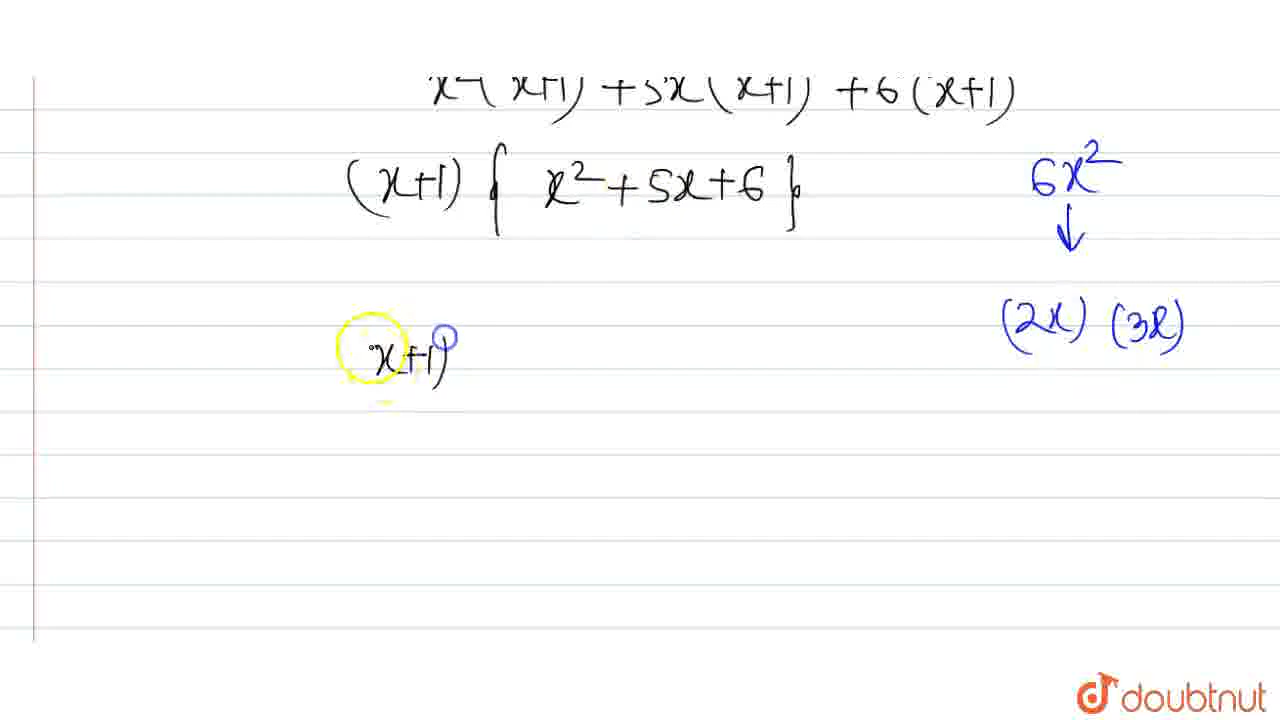 x²(x+1) +5x(x+1) +6(x+1)
(x+1) { x² +5x+6 }
6x²
↓
(2x) (3x)
x+1)
doubtnut